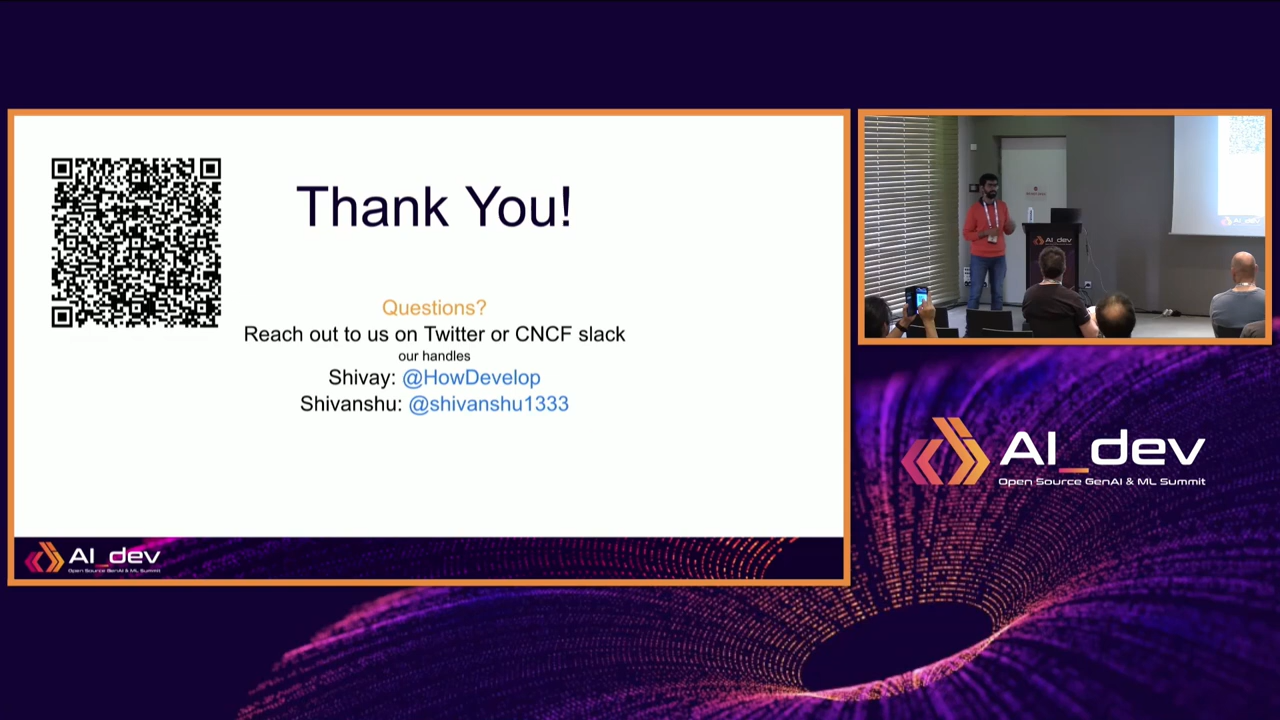 Thank You!
Questions?
Reach out to us on Twitter or CNCF slack
our handles
Shivay: @HowDevelop
Shivanshu: @shivanshu1333
AI_dev
Open Source GenAI & ML Summit
AI_dev
AI_dev
Open Source GenAI & ML Summit